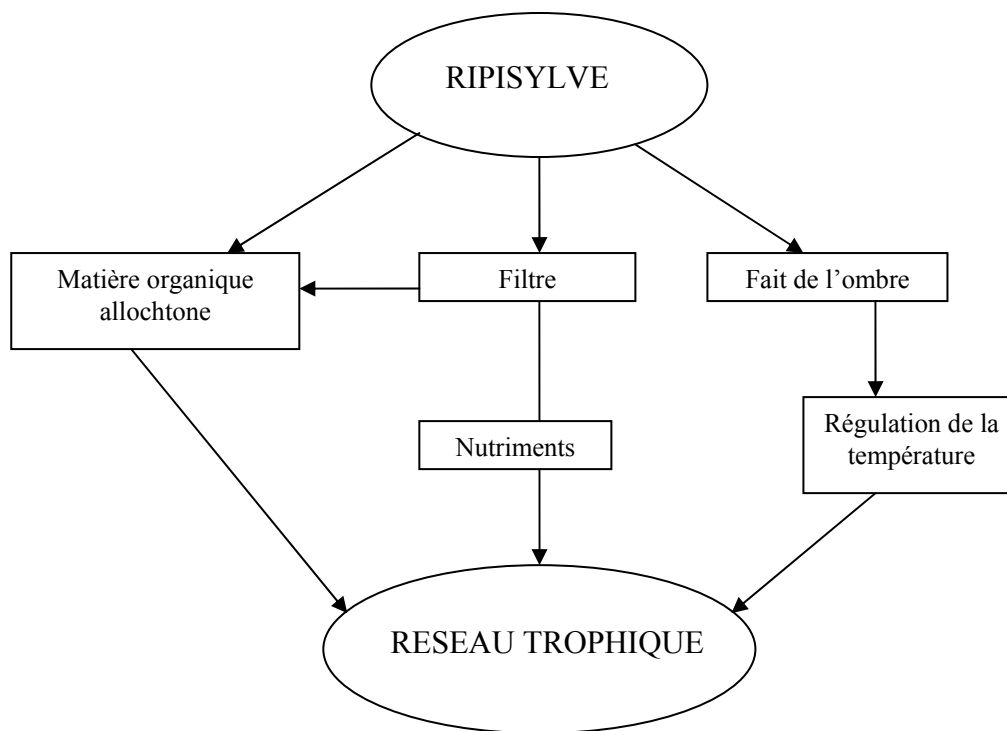 RIPISYLVE
Matière organique
allochtone
Filtre
Fait de l’ombre
Nutriments
Régulation de la
température
RESEAU TROPHIQUE